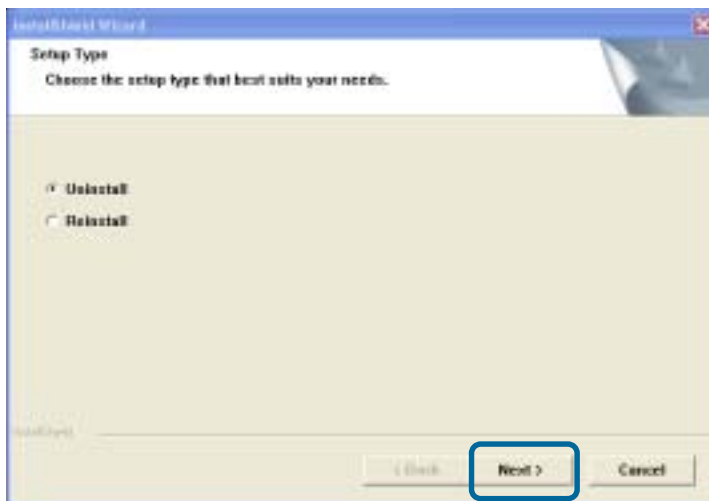 InstallShield Wizard
Setup Type
Choose the setup type that best suits your needs.
Uninstall
Reinstall
InstallShield
< Back
Next >
Cancel